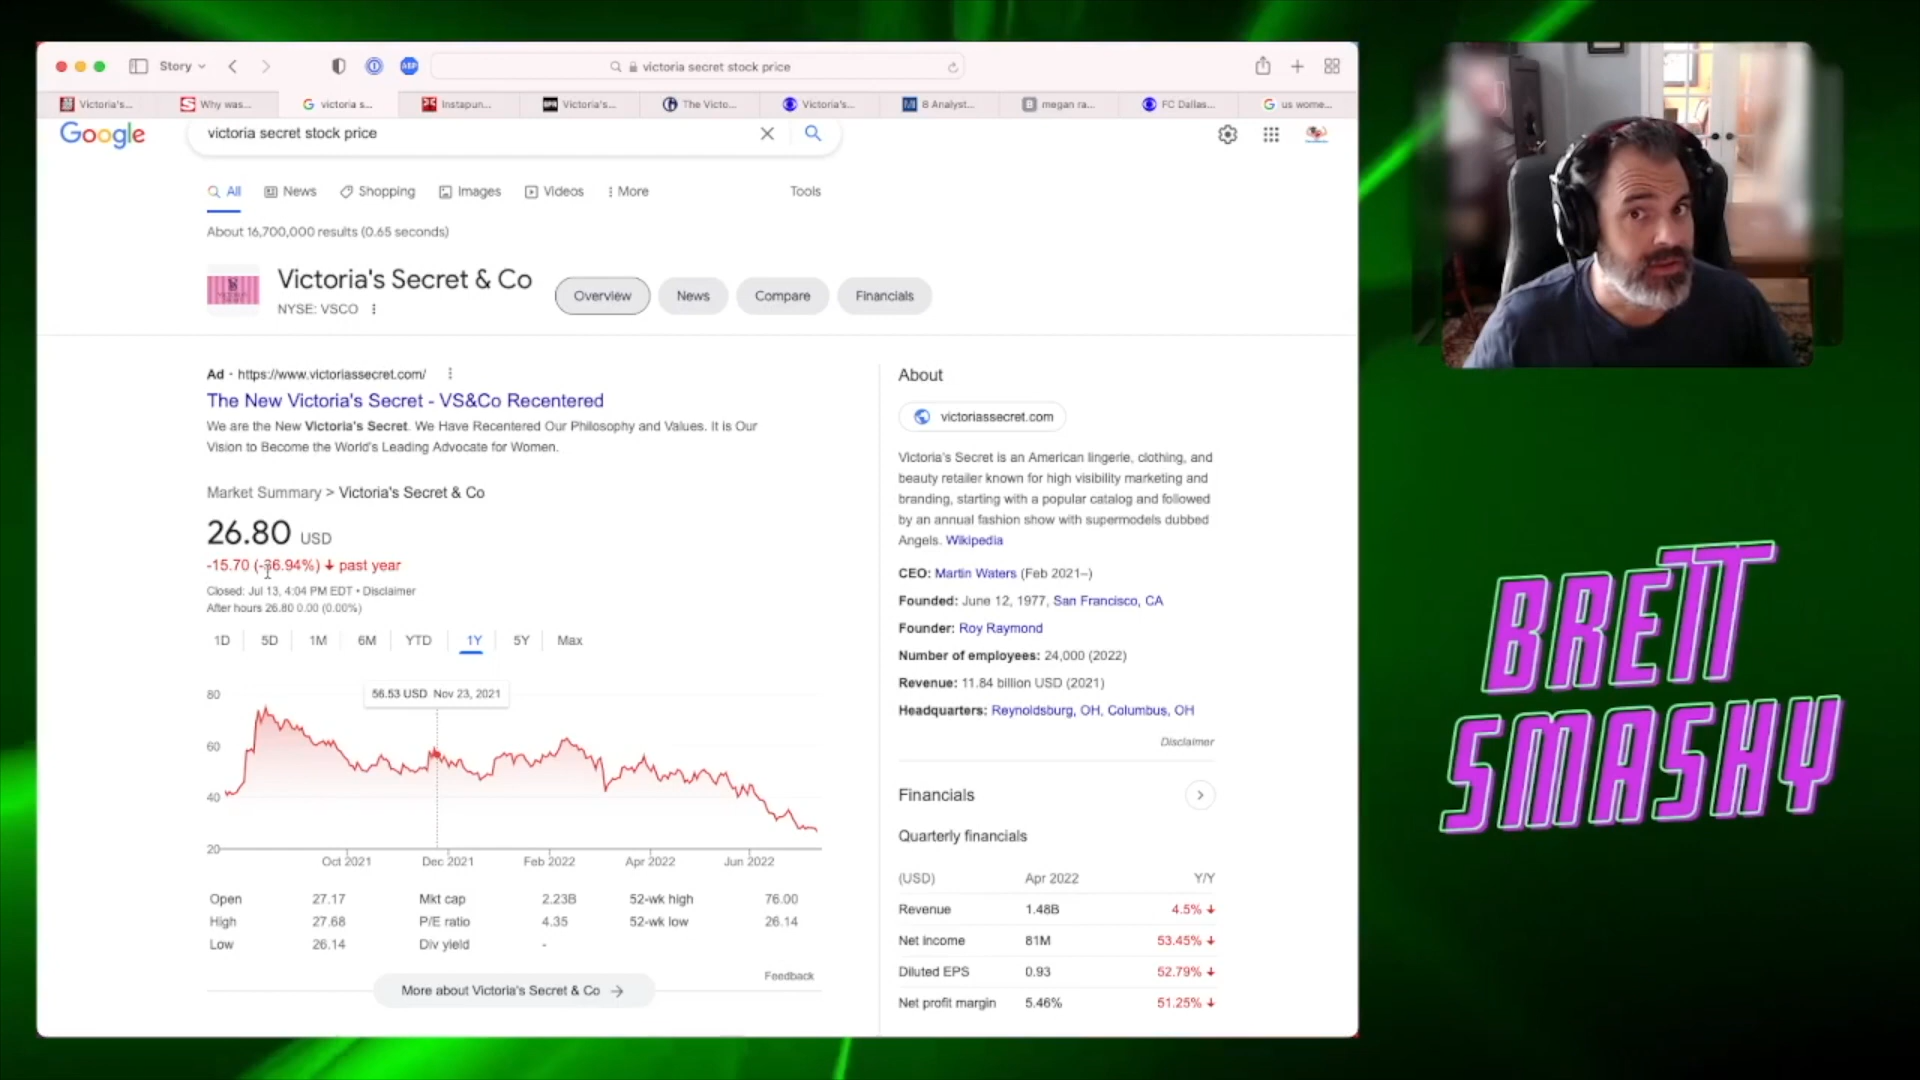 Story
victoria secret stock price
Victoria's...
Why was...
victoria s...
Instapun...
Victoria's...
The Victo...
Victoria's...
8 Analyst...
megan ra...
FC Dallas...
us wome...
Google
victoria secret stock price
All
News
Shopping
Images
Videos
More
Tools
About 16,700,000 results (0.65 seconds)
Victoria's Secret & Co
NYSE: VSCO
Overview
News
Compare
Financials
Ad · https://www.victoriassecret.com/
The New Victoria's Secret - VS&Co Recentered
We are the New Victoria's Secret. We Have Recentered Our Philosophy and Values. It is Our
Vision to Become the World's Leading Advocate for Women.
Market Summary > Victoria's Secret & Co
26.80 USD
-15.70 (-36.94%) ↓ past year
Closed: Jul 13, 4:04 PM EDT • Disclaimer
After hours 26.80 0.00 (0.00%)
1D
5D
1M
6M
YTD
1Y
5Y
Max
56.53 USD Nov 23, 2021
80
60
40
20
Oct 2021
Dec 2021
Feb 2022
Apr 2022
Jun 2022
Open 27.17 Mkt cap 2.23B 52-wk high 76.00
High 27.68 P/E ratio 4.35 52-wk low 26.14
Low 26.14 Div yield -
Feedback
More about Victoria's Secret & Co →
About
victoriassecret.com
Victoria's Secret is an American lingerie, clothing, and
beauty retailer known for high visibility marketing and
branding, starting with a popular catalog and followed
by an annual fashion show with supermodels dubbed
Angels. Wikipedia
CEO: Martin Waters (Feb 2021–)
Founded: June 12, 1977, San Francisco, CA
Founder: Roy Raymond
Number of employees: 24,000 (2022)
Revenue: 11.84 billion USD (2021)
Headquarters: Reynoldsburg, OH, Columbus, OH
Disclaimer
Financials
Quarterly financials
(USD) Apr 2022 Y/Y
Revenue 1.48B 4.5% ↓
Net income 81M 53.45% ↓
Diluted EPS 0.93 52.79% ↓
Net profit margin 5.46% 51.25% ↓
BRETT
SMASHY